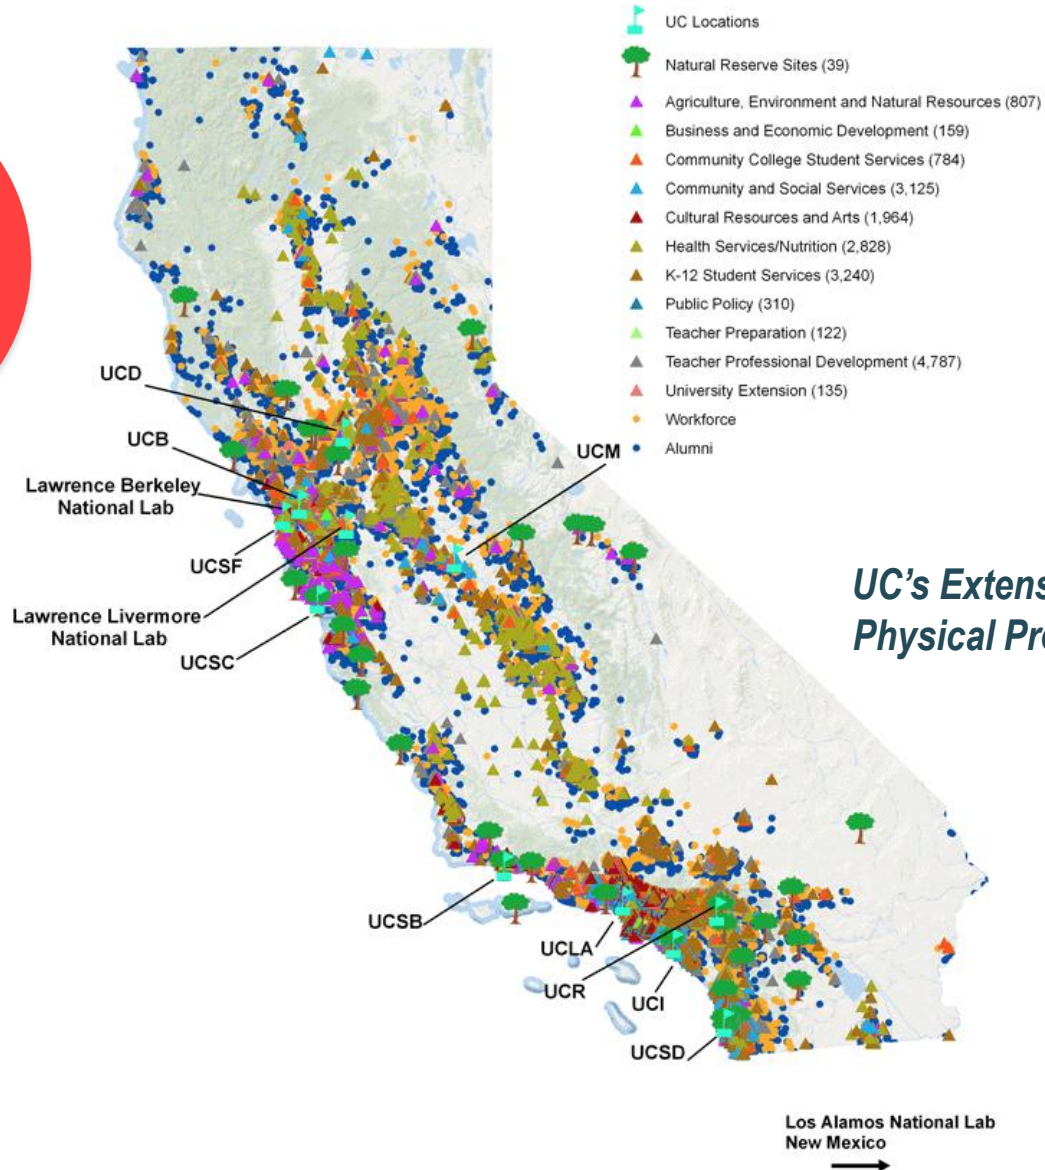 UC Locations
Natural Reserve Sites (39)
Agriculture, Environment and Natural Resources (807)
Business and Economic Development (159)
Community College Student Services (784)
Community and Social Services (3,125)
Cultural Resources and Arts (1,964)
Health Services/Nutrition (2,828)
K-12 Student Services (3,240)
Public Policy (310)
Teacher Preparation (122)
Teacher Professional Development (4,787)
University Extension (135)
Workforce
Alumni
UCD
UCB
UCM
Lawrence Berkeley
National Lab
UCSF
Lawrence Livermore
National Lab
UCSC
UC's
Physical
UCSB
UCLA
UCR
UCI
UCSD
Los Alamos National Lab
New Mexico